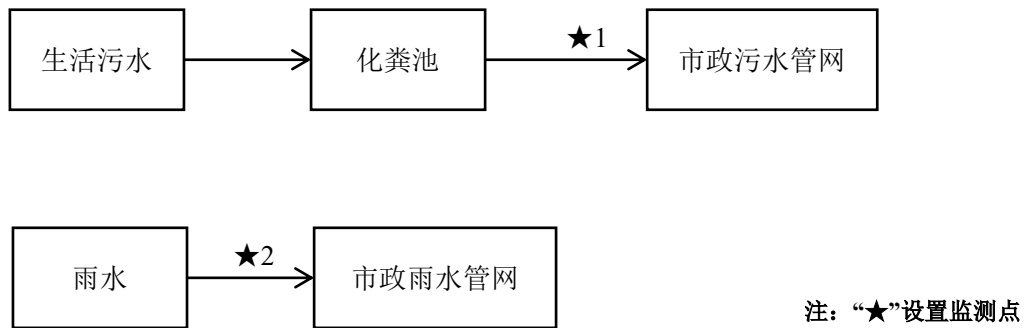 生活污水
化粪池
★1
市政污水管网
雨水
★2
市政雨水管网
注：“★”设置监测点